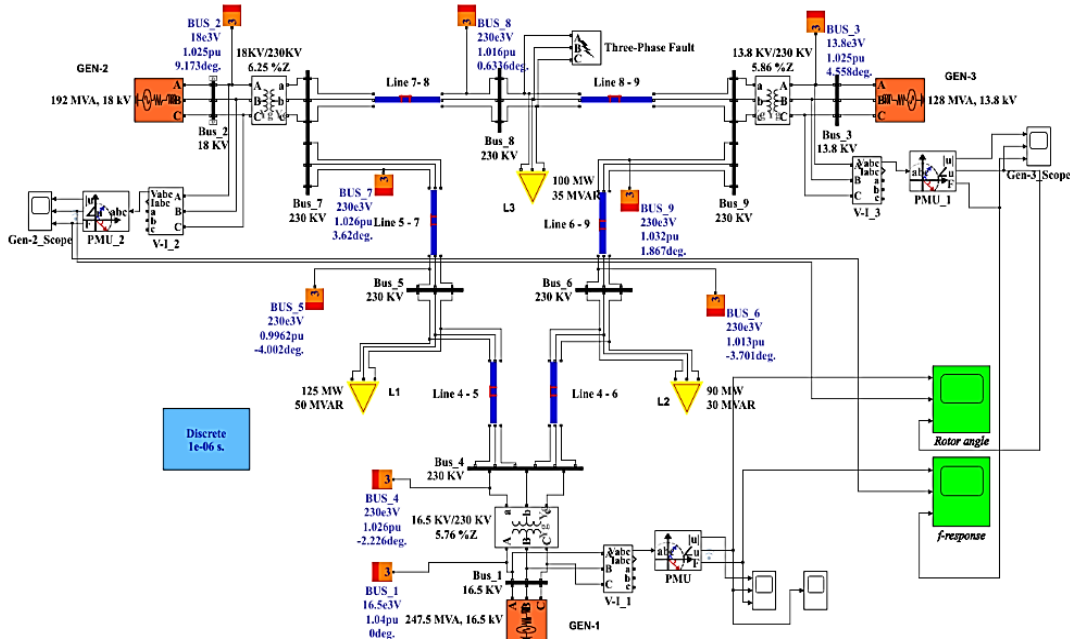 BUS_2
18e3V
1.025pu
9.173deg.
18KV/230KV
6.25 %Z
GEN-2
192 MVA, 18 kV
Bus_2
18 KV
Line 7-8
BUS_8
230e3V
1.016pu
0.6336deg.
Three-Phase Fault
Line 8 - 9
Bus_8
230 KV
13.8 KV/230 KV
5.86 %Z
BUS_3
13.8e3V
1.025pu
4.558deg.
GEN-3
128 MVA, 13.8 kV
Bus_3
13.8 KV
Gen-3_Scope
PMU_1
V-I_3
Bus_7
230 KV
BUS_7
230e3V
1.026pu
3.62deg.
Line 5 - 7
L3
100 MW
35 MVAR
Line 6 - 9
BUS_9
230e3V
1.032pu
1.867deg.
Bus_9
230 KV
Gen-2_Scope
PMU_2
V-I_2
BUS_5
230e3V
0.9962pu
-4.002deg.
Bus_5
230 KV
Bus_6
230 KV
BUS_6
230e3V
1.013pu
-3.701deg.
125 MW
50 MVAR
L1
Line 4 - 5
Line 4 - 6
L2
90 MW
30 MVAR
Rotor angle
f-response
Discrete
1e-06 s.
Bus_4
230 KV
BUS_4
230e3V
1.026pu
-2.226deg.
16.5 KV/230 KV
5.76 %Z
BUS_1
16.5e3V
1.04pu
0deg.
Bus_1
16.5 KV
247.5 MVA, 16.5 kV
GEN-1
V-I_1
PMU